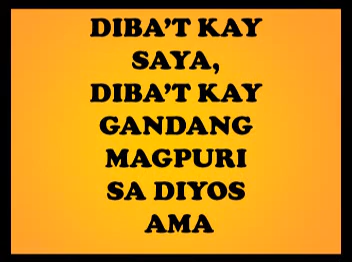 DIBA'T KAY
SAYA,
DIBA'T KAY
GANDANG
MAGPURI
SA DIYOS
AMA